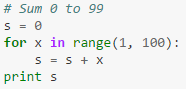 # Sum 0 to 99
s = 0
for x in range(1, 100):
    s = s + x
print s